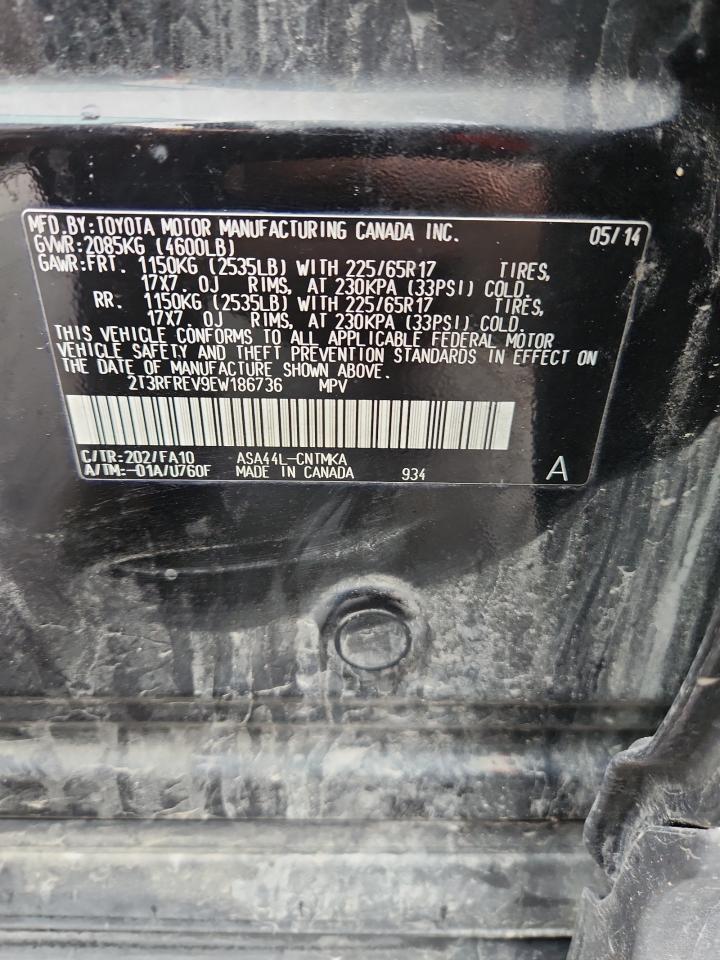 MFD.BY:TOYOTA MOTOR MANUFACTURING CANADA INC. 05/14
GVWR:2085KG (4600LB)
GAWR:FRT. 1150KG (2535LB) WITH 225/65R17 TIRES,
17X7. OJ RIMS, AT 230KPA (33PSI) COLD,
RR. 1150KG (2535LB) WITH 225/65R17 TIRES,
17X7 OJ RIMS, AT 230KPA (33PSI) COLD.
THIS VEHICLE CONFORMS TO ALL APPLICABLE FEDERAL MOTOR
VEHICLE SAFETY AND THEFT PREVENTION STANDARDS IN EFFECT ON
THE DATE OF MANUFACTURE SHOWN ABOVE.
2T3RFREV9EW186736 MPV
C/TR:202/FA10 ASA44L-CNTMKA
A/TM:-01A/U760F MADE IN CANADA 934 A